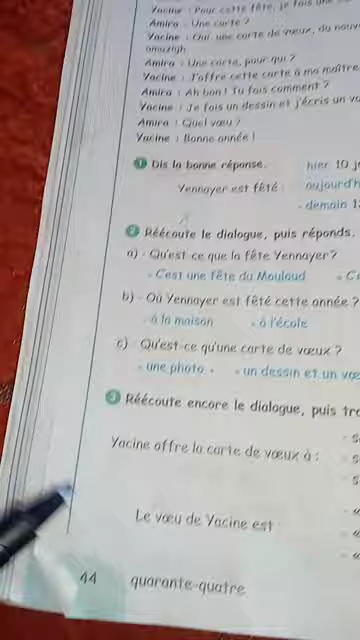 Yacine : Pour cette fête, je fais une
Amira : Une carte ?
Yacine : Oui, une carte de vœux, du nouv
amazigh
Amira : Une carte, pour qui ?
Yacine : J'offre cette carte à ma maître
Amira : Ah bon ! Tu fais comment ?
Yacine : Je fais un dessin et j'écris un vœ
Amira : Quel vœu ?
Yacine : Bonne année !
1 Dis la bonne réponse.
hier 10 j
Yennayer est fêté :
aujourd'h
- demain 1
2 Réécoute le dialogue, puis réponds.
a) - Qu'est-ce que la fête Yennayer ?
- C'est une fête du Mouloud
b) - Où Yennayer est fêté cette année ?
- à la maison - à l'école
c) - Qu'est-ce qu'une carte de vœux ?
- une photo - un dessin et un vœ
3 Réécoute encore le dialogue, puis
Yacine offre la carte de vœux à :
Le vœu de Yacine est
44 quarante-quatre